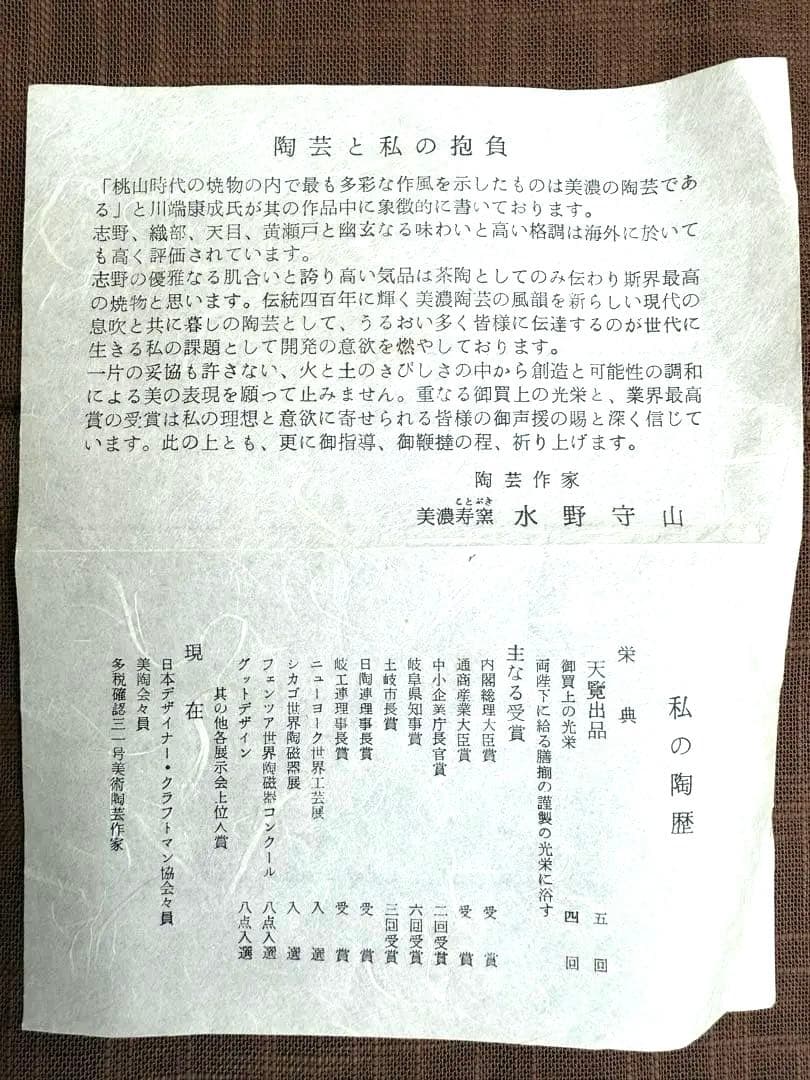 陶芸と私の抱負
「桃山時代の焼物の内で最も多彩な作風を示したものは美濃の陶芸であ
る」と川端康成氏が其の作品中に象徴的に書いております。
志野、織部、天目、黄瀬戸と幽玄なる味わいと高い格調は海外に於いて
も高く評価されています。
志野の優雅なる肌合いと誇り高い気品は茶陶としてのみ伝わり斯界最高
の焼物と思います。伝統四百年に輝く美濃陶芸の風韻を新らしい現代の
息吹と共に暮しの陶芸として、うるおい多く皆様に伝達するのが世代に
生きる私の課題として開発の意欲を燃やしております。
一片の妥協も許さない、火と土のきびしさの中から創造と可能性の調和
による美の表現を願って止みません。重なる御買上の光栄と、業界最高
賞の受賞は私の理想と意欲に寄せられる皆様の御声援の賜と深く信じて
います。此の上とも、更に御指導、御鞭撻の程、祈り上げます。
陶芸作家
ことぶき
美濃寿窯 水野守山
私の陶歴
栄典
天覧出品 五回
御買上の光栄 四回
両陛下に給る膳揃の謹製の光栄に浴す
主なる受賞
内閣総理大臣賞 受賞
通商産業大臣賞 受賞
中小企業庁長官賞 二回受賞
岐阜県知事賞 六回受賞
土岐市長賞 三回受賞
日陶連理事長賞 受賞
岐工連理事長賞 受賞
ニューヨーク世界工芸展 入選
シカゴ世界陶磁器展 入選
フェンツア世界陶磁器コンクール 八点入選
グットデザイン 八点入選
其の他各展示会上位入賞
現在
日本デザイナー・クラフトマン協会々員
美陶会々員
多税確認三一号美術陶芸作家